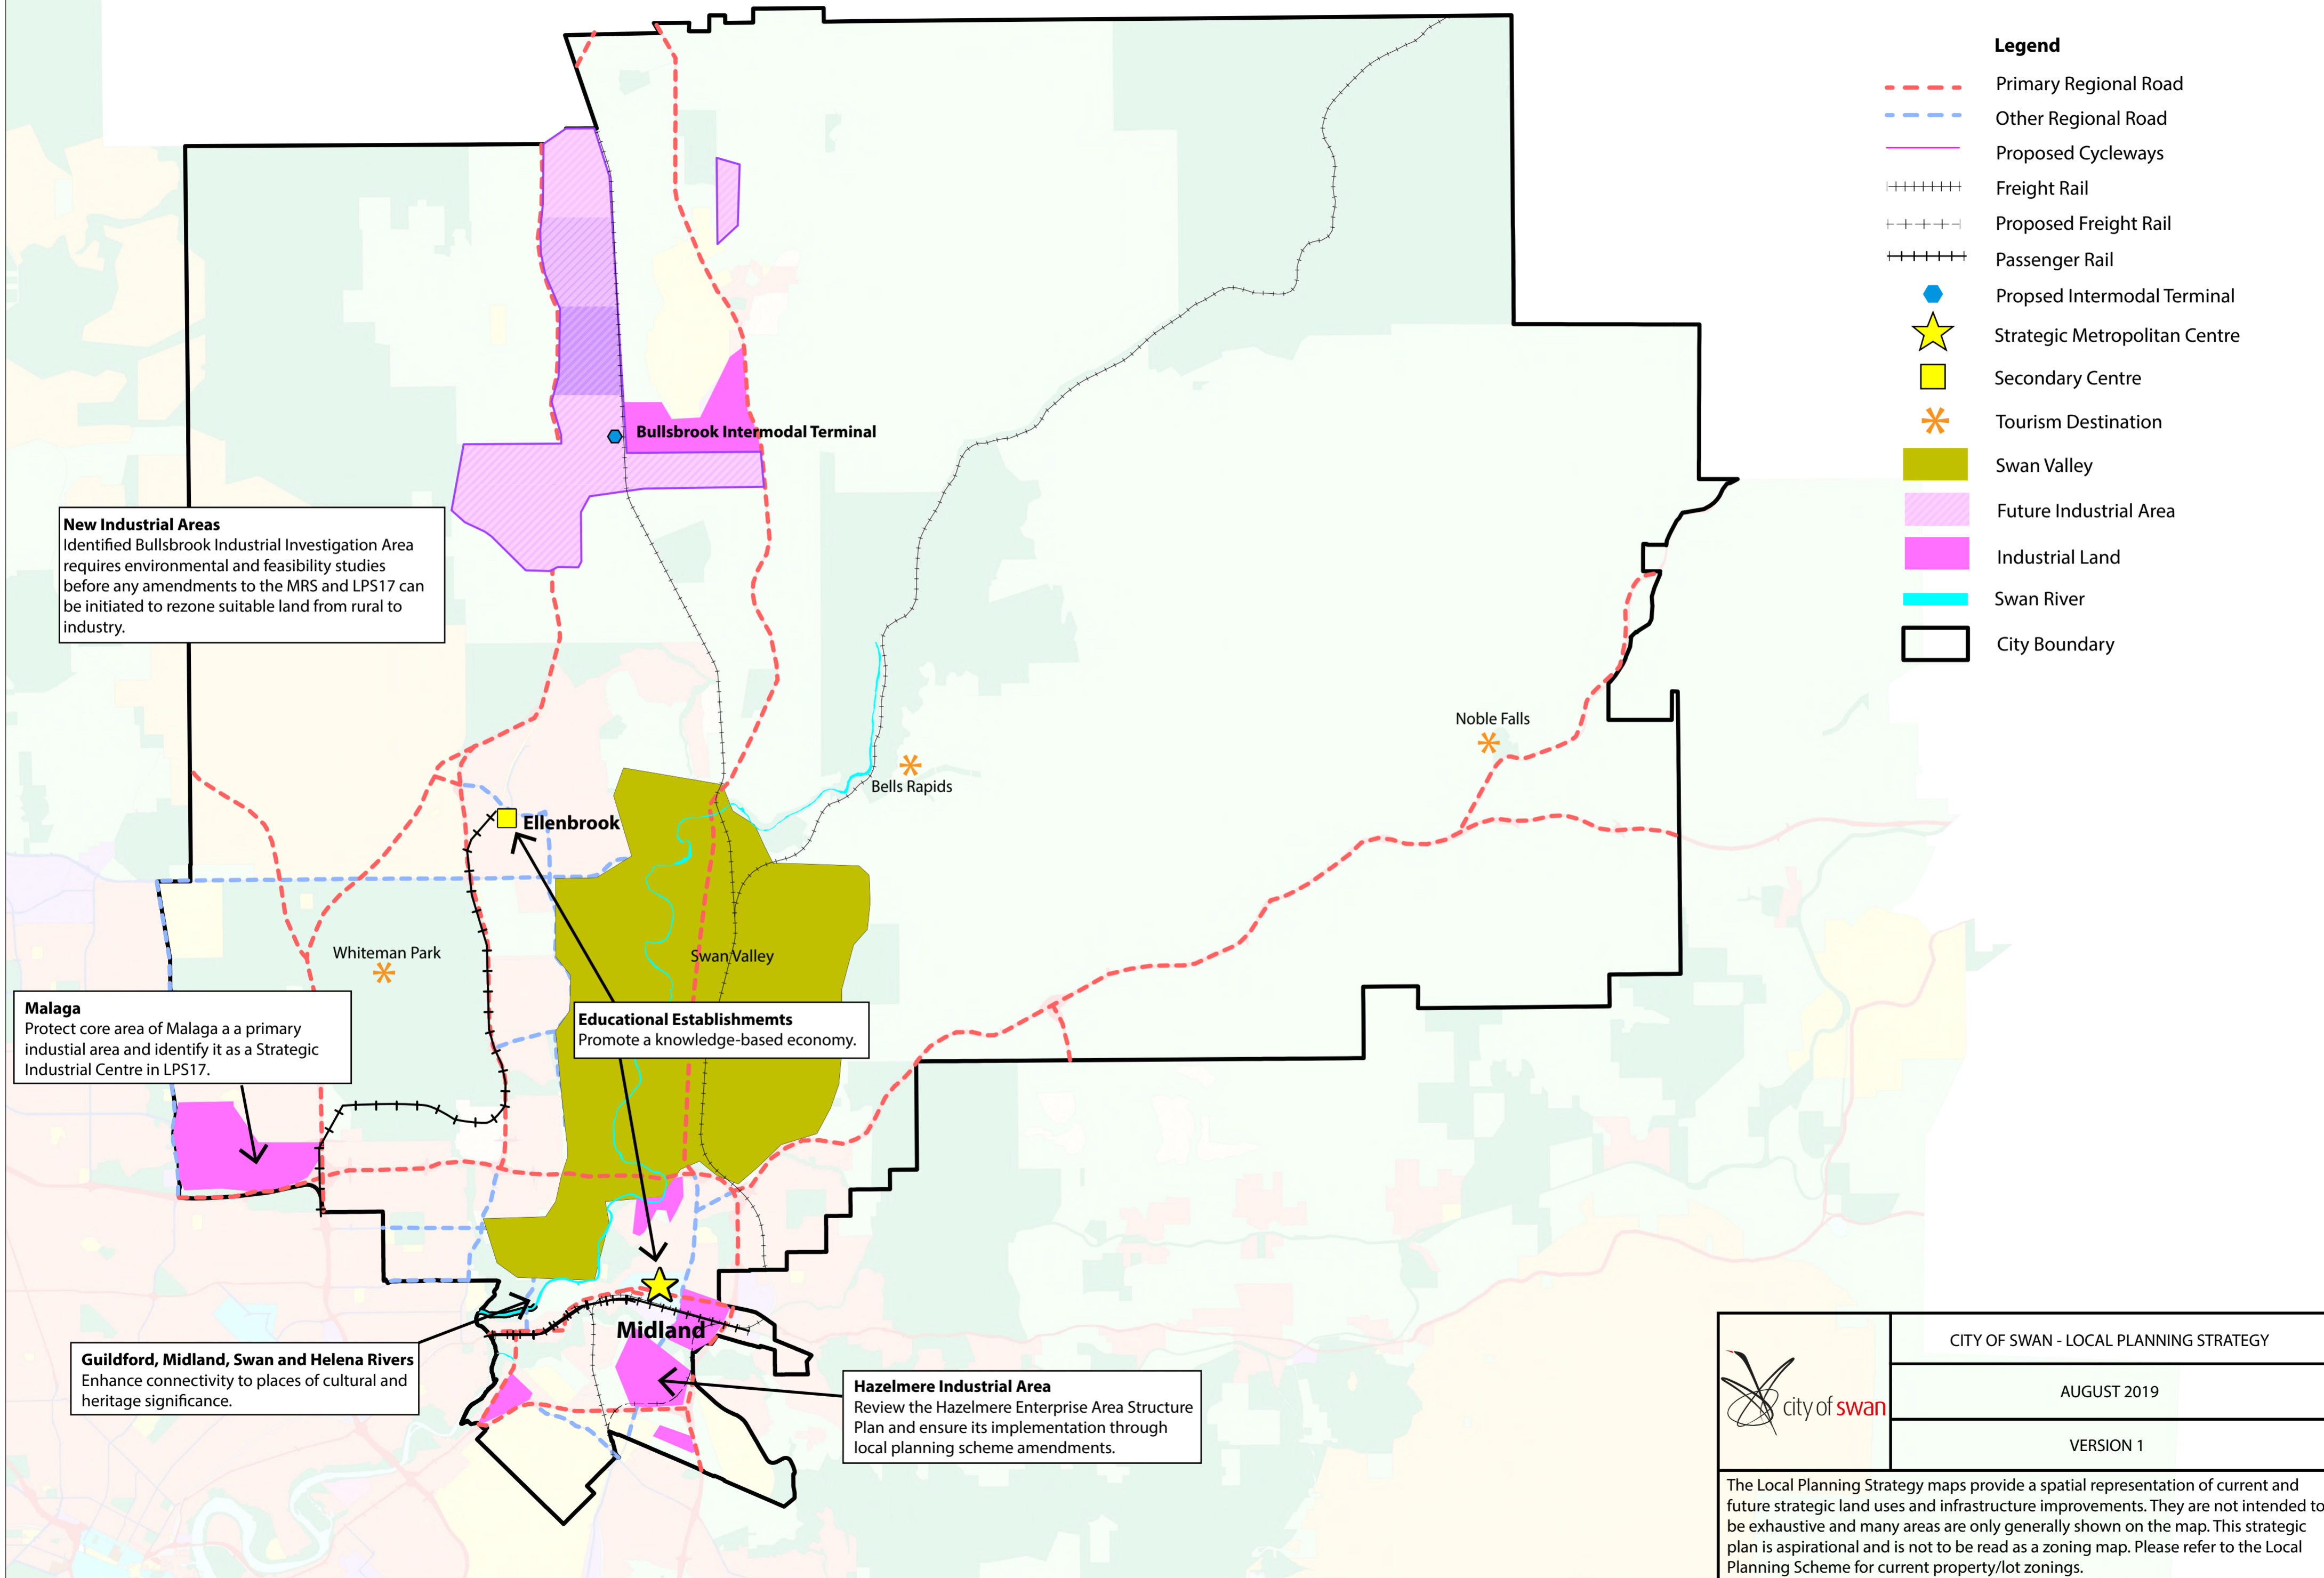 Legend
Primary Regional Road
Other Regional Road
Proposed Cycleways
Freight Rail
Proposed Freight Rail
Passenger Rail
Propsed Intermodal Terminal
Strategic Metropolitan Centre
Secondary Centre
Tourism Destination
Swan Valley
Future Industrial Area
Industrial Land
Swan River
City Boundary
Bullsbrook Intermodal Terminal
New Industrial Areas
Identified Bullsbrook Industrial Investigation Area
requires environmental and feasibility studies
before any amendments to the MRS and LPS17 can
be initiated to rezone suitable land from rural to
industry.
Noble Falls
Bells Rapids
Ellenbrook
Whiteman Park
Swan Valley
Malaga
Protect core area of Malaga a a primary
industial area and identify it as a Strategic
Industrial Centre in LPS17.
Educational Establishmemts
Promote a knowledge-based economy.
Midland
Guildford, Midland, Swan and Helena Rivers
Enhance connectivity to places of cultural and
heritage significance.
Hazelmere Industrial Area
Review the Hazelmere Enterprise Area Structure
Plan and ensure its implementation through
local planning scheme amendments.
city of swan
CITY OF SWAN - LOCAL PLANNING STRATEGY
AUGUST 2019
VERSION 1
The Local Planning Strategy maps provide a spatial representation of current and
future strategic land uses and infrastructure improvements. They are not intended to
be exhaustive and many areas are only generally shown on the map. This strategic
plan is aspirational and is not to be read as a zoning map. Please refer to the Local
Planning Scheme for current property/lot zonings.